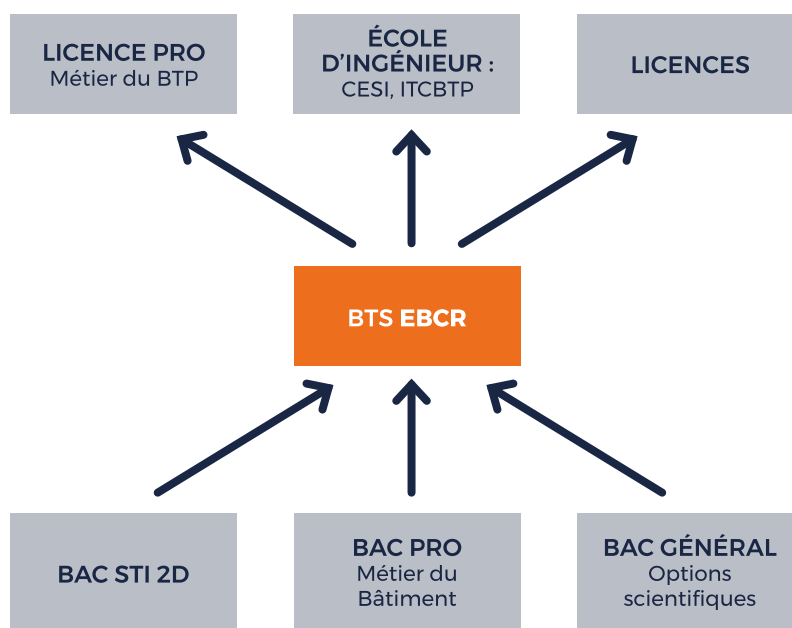 LICENCE PRO
Métier du BTP
ÉCOLE
D'INGÉNIEUR :
CESI, ITCBTP
LICENCES
BTS EBCR
BAC STI 2D
BAC PRO
Métier du
Bâtiment
BAC GÉNÉRAL
Options
scientifiques